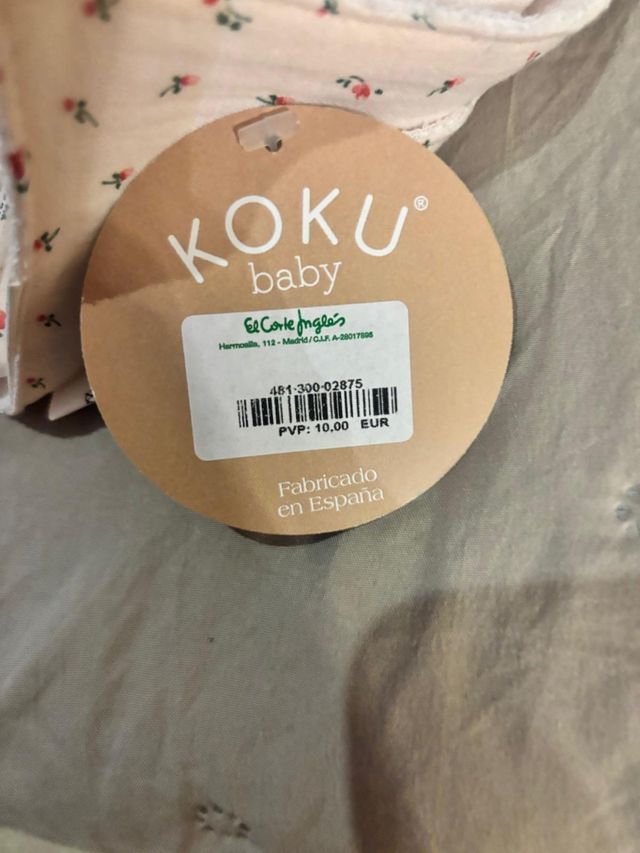 KOKU®
baby
El Corte Inglés
Hermosilla, 112 - Madrid / C.I.F. A-28017895
481-300-02875
PVP: 10,00 EUR
Fabricado
en España